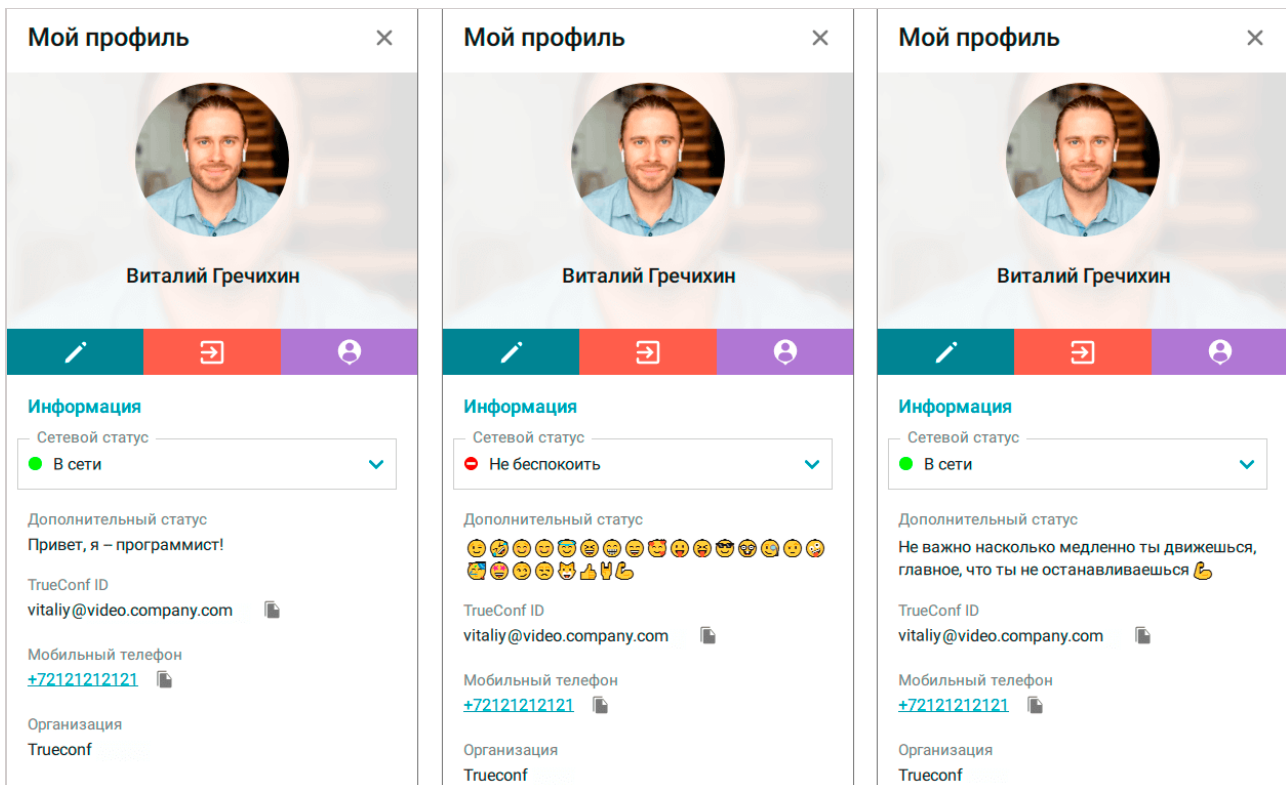 Мой профиль
Виталий Гречихин
Информация
Сетевой статус
В сети
Дополнительный статус
Привет, я – программист!
TrueConf ID
vitaliy@video.company.com
Мобильный телефон
+72121212121
Организация
Trueconf
Мой профиль
Виталий Гречихин
Информация
Сетевой статус
Не беспокоить
Дополнительный статус
TrueConf ID
vitaliy@video.company.com
Мобильный телефон
+72121212121
Организация
Trueconf
Мой профиль
Виталий Гречихин
Информация
Сетевой статус
В сети
Дополнительный статус
Не важно насколько медленно ты движешься,
главное, что ты не останавливаешься 💪
TrueConf ID
vitaliy@video.company.com
Мобильный телефон
+72121212121
Организация
Trueconf